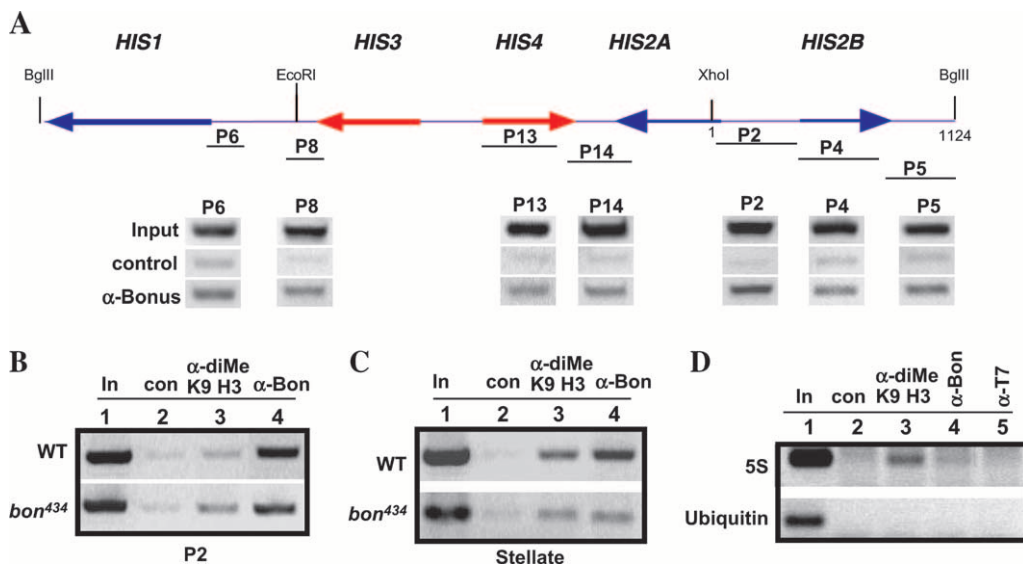 A
HIS1 HIS3 HIS4 HIS2A HIS2B
BglII EcoRI XhoI BglII
1 1124
P6 P8 P13 P14 P2 P4 P5
P6 P8 P13 P14 P2 P4 P5
Input
control
α-Bonus
B
In con α-diMe K9 H3 α-Bon
1 2 3 4
WT
bon434
P2
C
In con α-diMe K9 H3 α-Bon
1 2 3 4
WT
bon434
Stellate
D
In con α-diMe K9 H3 α-Bon α-T7
1 2 3 4 5
5S
Ubiquitin